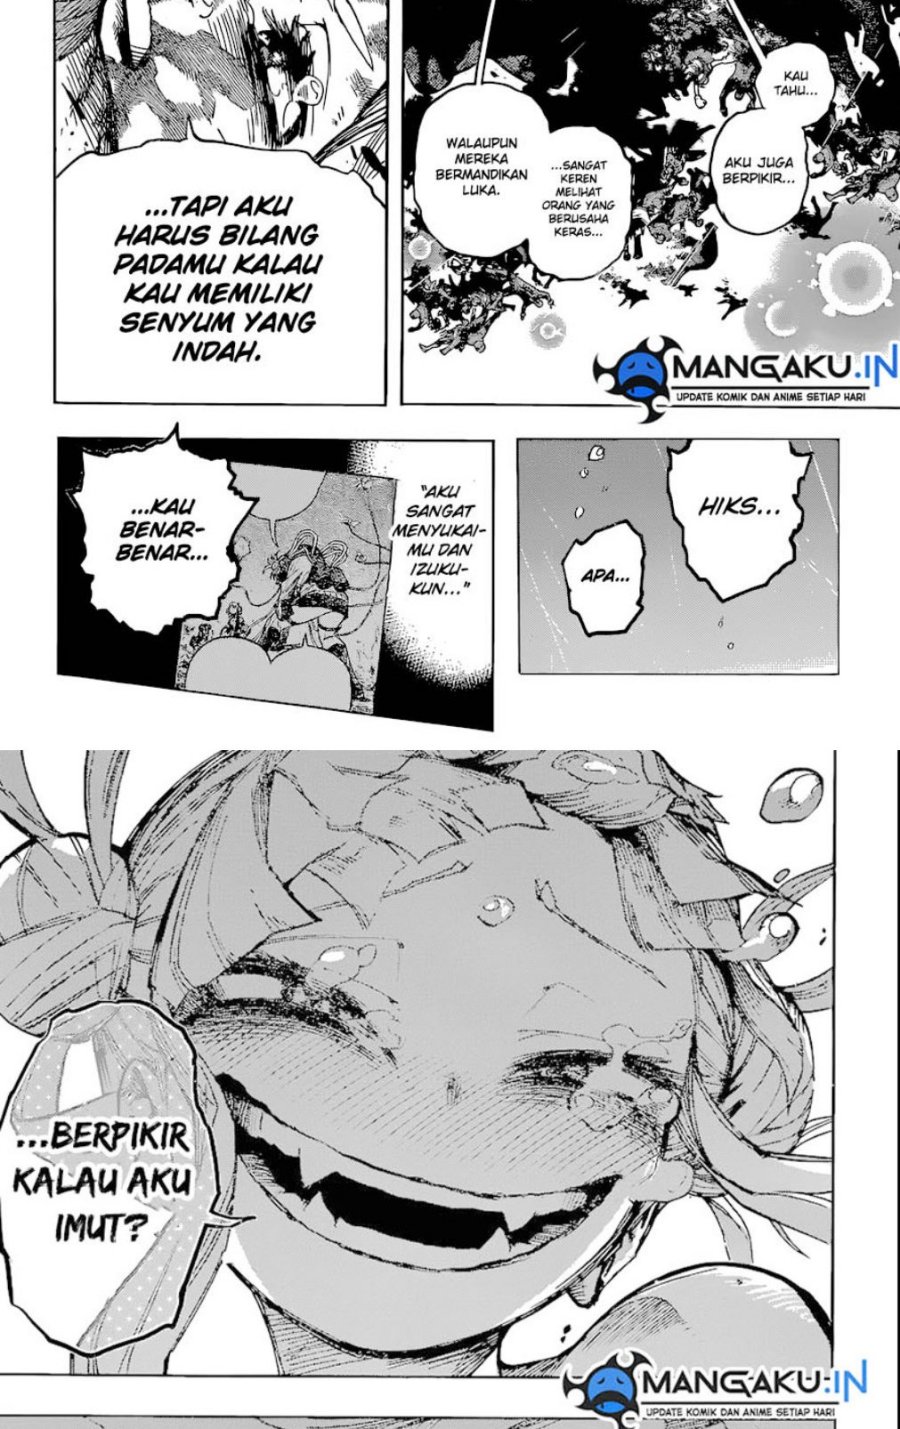 KAU
TAHU...
AKU JUGA
BERPIKIR...
...SANGAT
KEREN
MELIHAT
ORANG YANG
BERUSAHA
KERAS...
WALAUPUN
MEREKA
BERMANDIKAN
LUKA.
...TAPI AKU
HARUS BILANG
PADAMU KALAU
KAU MEMILIKI
SENYUM YANG
INDAH.
MANGAKU.IN
UPDATE KOMIK DAN ANIME SETIAP HARI
HIKS...
APA...
"AKU
SANGAT
MENYUKAI-
MU DAN
IZUKU-
KUN..."
...KAU
BENAR-
BENAR...
...BERPIKIR
KALAU AKU
IMUT?
MANGAKU.IN
UPDATE KOMIK DAN ANIME SETIAP HARI